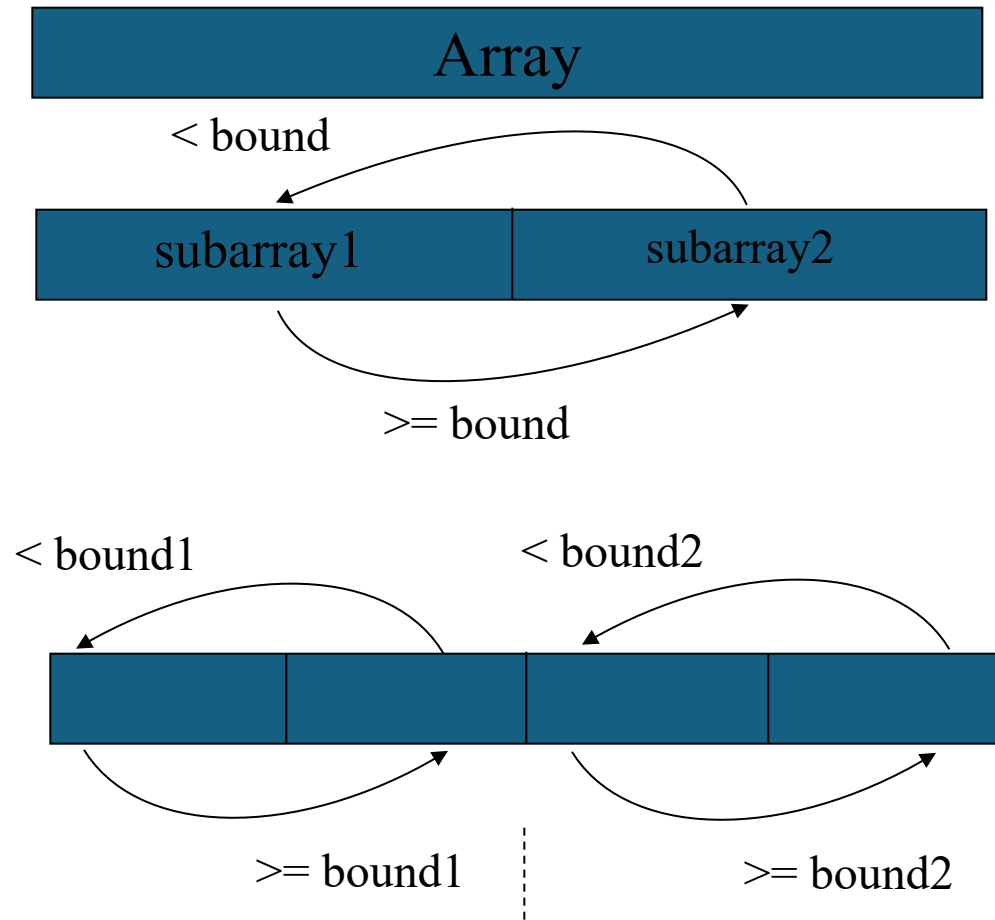 Array
< bound
subarray1
subarray2
>= bound
< bound1
< bound2
>= bound1
>= bound2